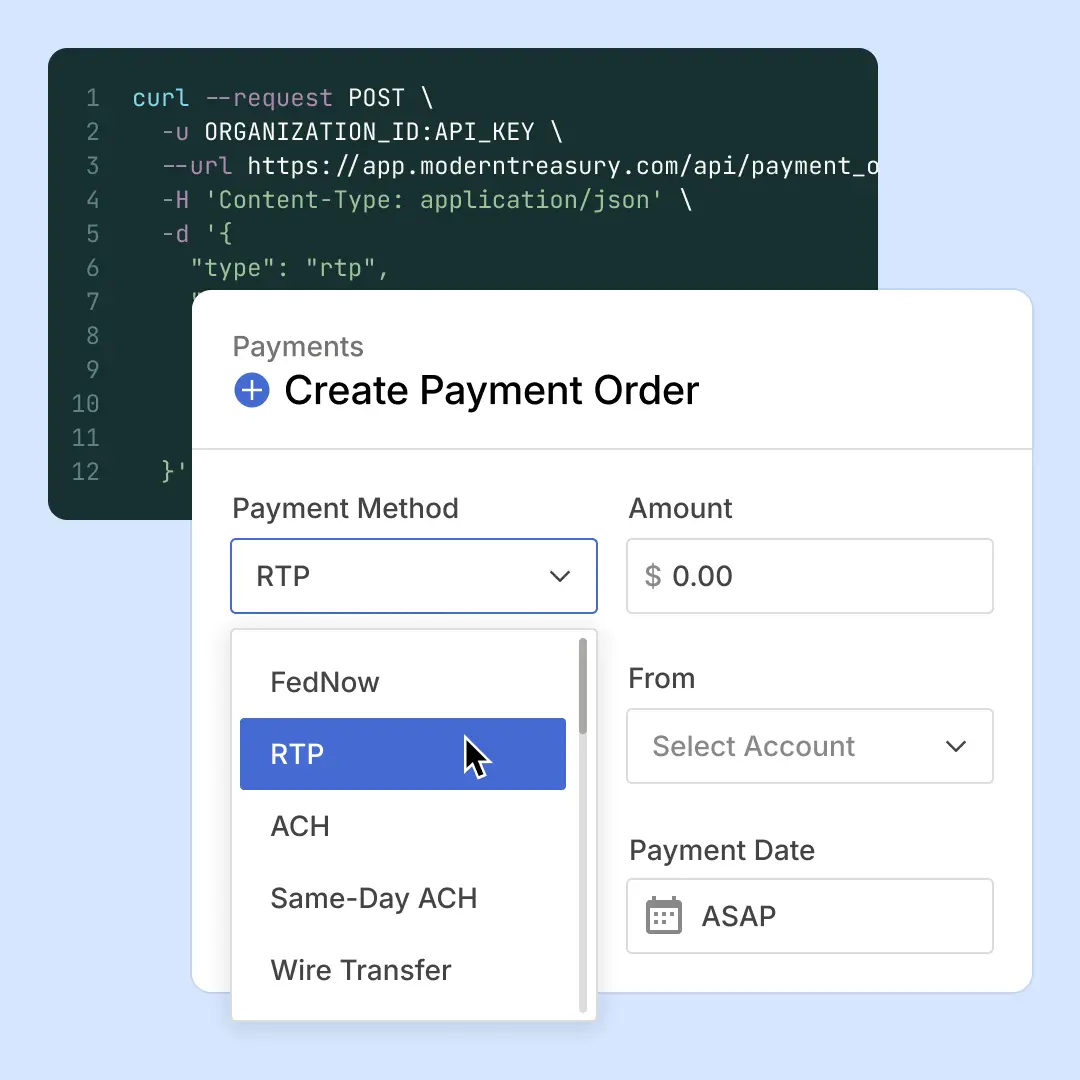 1 curl --request POST \
2 -u ORGANIZATION_ID:API_KEY \
3 --url https://app.moderntreasury.com/api/payment_o
4 -H 'Content-Type: application/json' \
5 -d '{
6 "type": "rtp",
7
8
9
10
11
12 }'
Payments
Create Payment Order
Payment Method
RTP
FedNow
RTP
ACH
Same-Day ACH
Wire Transfer
Amount
$ 0.00
From
Select Account
Payment Date
ASAP